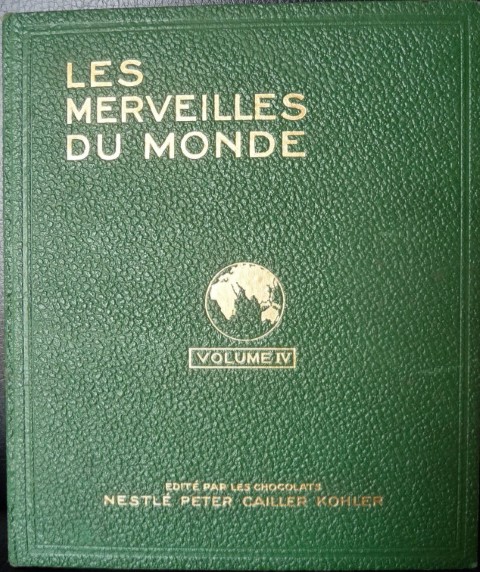 LES
MERVEILLES
DU MONDE
VOLUME IV
EDITÉ PAR LES CHOCOLATS
NESTLÉ PETER CAILLER KOHLER